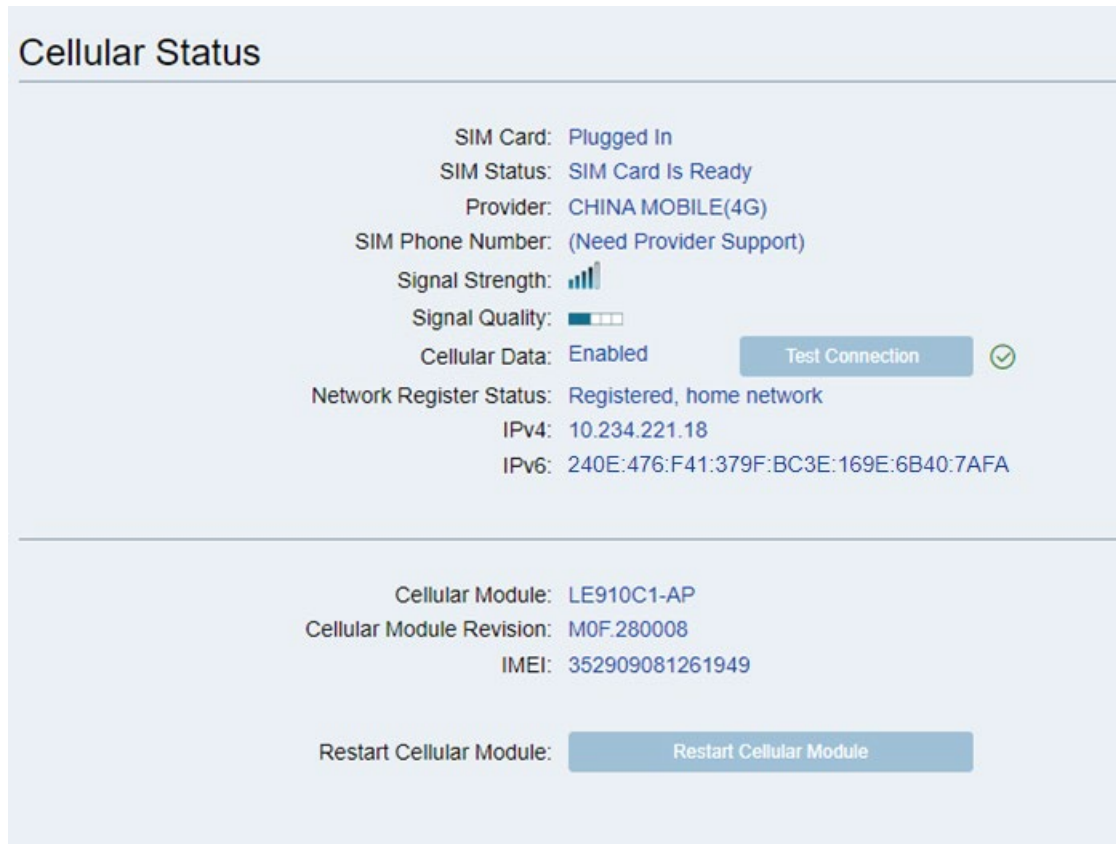 Cellular Status
SIM Card: Plugged In
SIM Status: SIM Card Is Ready
Provider: CHINA MOBILE(4G)
SIM Phone Number: (Need Provider Support)
Signal Strength:
Signal Quality:
Cellular Data: Enabled Test Connection
Network Register Status: Registered, home network
IPv4: 10.234.221.18
IPv6: 240E:476:F41:379F:BC3E:169E:6B40:7AFA
Cellular Module: LE910C1-AP
Cellular Module Revision: M0F.280008
IMEI: 352909081261949
Restart Cellular Module: Restart Cellular Module